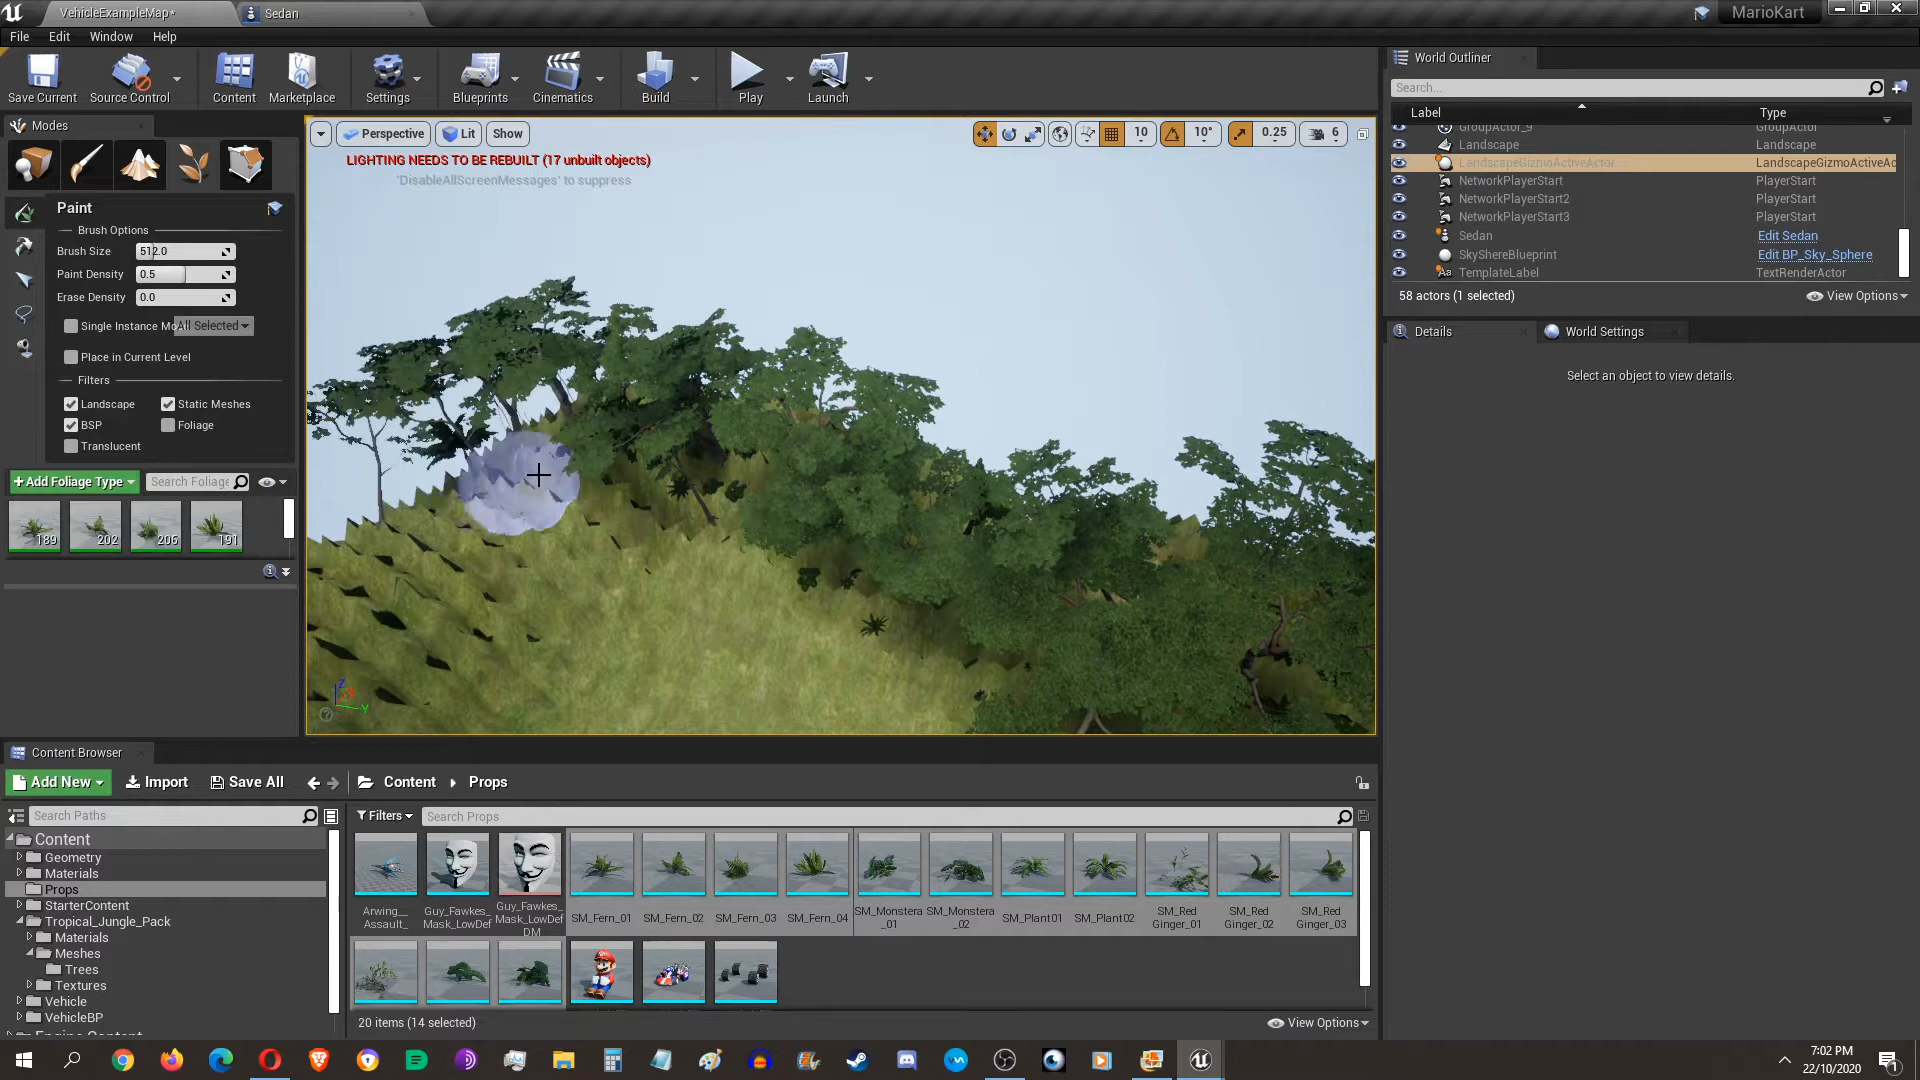 VehicleExampleMap*
Sedan
MarioKart
File Edit Window Help
Save Current
Source Control
Content
Marketplace
Settings
Blueprints
Cinematics
Build
Play
Launch
Modes
Paint
Brush Options
Brush Size 512.0
Paint Density 0.5
Erase Density 0.0
Single Instance Mo All Selected
Place in Current Level
Filters
Landscape Static Meshes
BSP Foliage
Translucent
+ Add Foliage Type Search Foliage
189 202 206 191
Perspective Lit Show
10 10° 0.25 6
LIGHTING NEEDS TO BE REBUILT (17 unbuilt objects)
'DisableAllScreenMessages' to suppress
Z
X
Y
World Outliner
Search...
Label Type
GroupActor_9 GroupActor
Landscape Landscape
LandscapeGizmoActiveActor LandscapeGizmoActiveAc
NetworkPlayerStart PlayerStart
NetworkPlayerStart2 PlayerStart
NetworkPlayerStart3 PlayerStart
Sedan Edit Sedan
SkyShereBlueprint Edit BP_Sky_Sphere
Aa TemplateLabel TextRenderActor
58 actors (1 selected) View Options
Details World Settings
Select an object to view details.
Content Browser
Add New Import Save All Content Props
Search Paths
Content
Geometry
Materials
Props
StarterContent
Tropical_Jungle_Pack
Materials
Meshes
Trees
Textures
Vehicle
VehicleBP
Engine Content
Filters Search Props
Arwing__
Assault_
Guy_Fawkes_
Mask_LowDef
Guy_Fawkes_
Mask_LowDef
DM
SM_Fern_01
SM_Fern_02
SM_Fern_03
SM_Fern_04
SM_Monstera
_01
SM_Monstera
_02
SM_Plant01
SM_Plant02
SM_Red
Ginger_01
SM_Red
Ginger_02
SM_Red
Ginger_03
20 items (14 selected) View Options
7:02 PM
22/10/2020
1